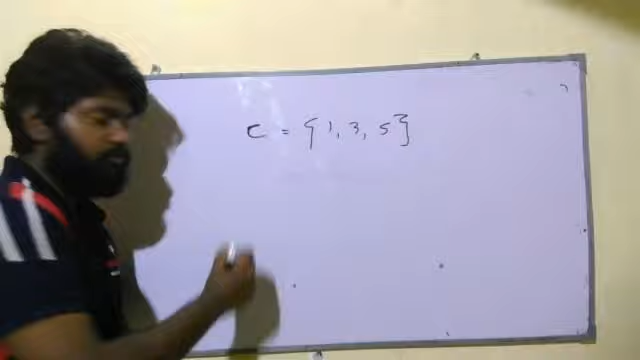 C = {1, 3, 5}